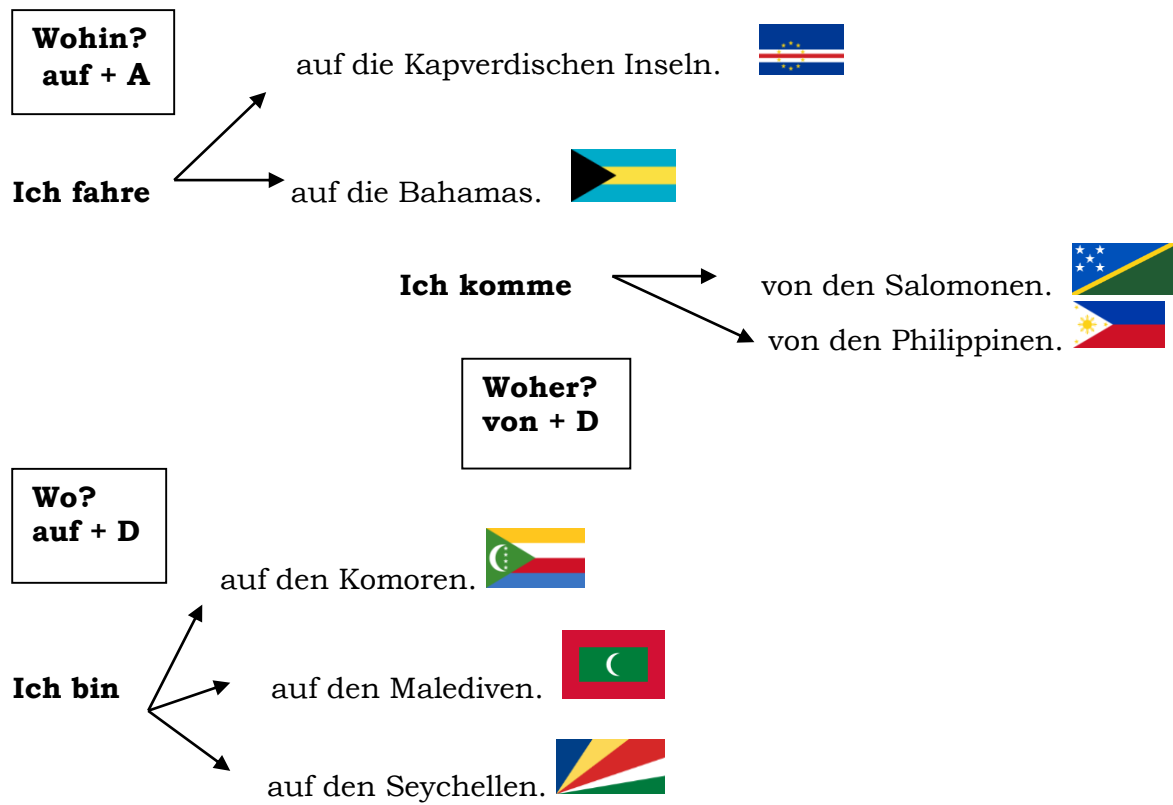 Wohin?
auf + A
auf die Kapverdischen Inseln.
Ich fahre
auf die Bahamas.
Ich komme
von den Salomonen.
von den Philippinen.
Woher?
von + D
Wo?
auf + D
auf den Komoren.
Ich bin
auf den Malediven.
auf den Seychellen.